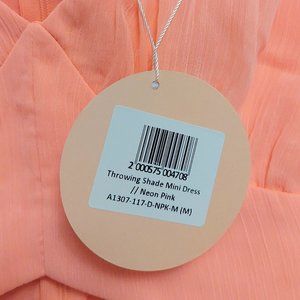 2 000575 004708
Throwing Shade Mini Dress
// Neon Pink
A1307-117-D-NPK-M (M)